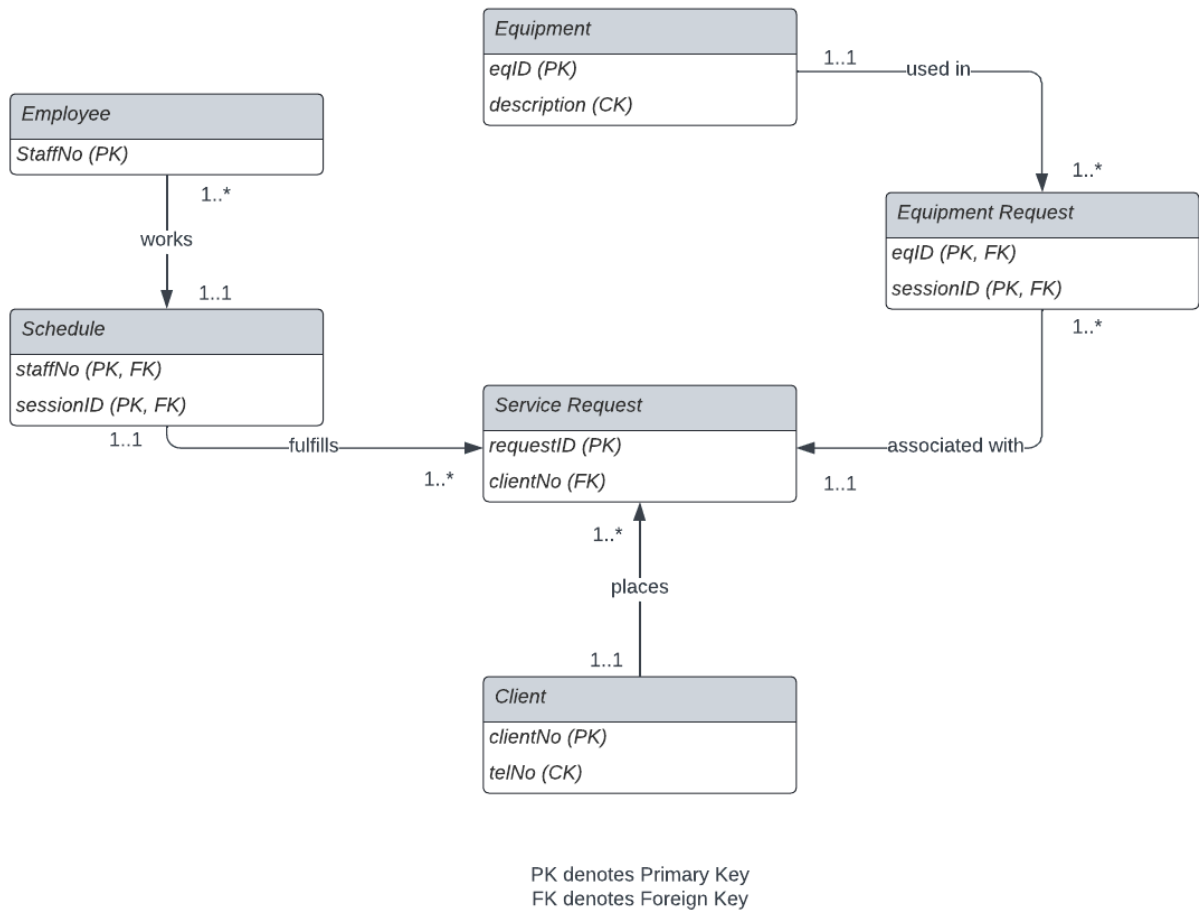 Equipment
eqID (PK)
description (CK)
1..1
used in
1..*
Employee
StaffNo (PK)
1..*
works
1..1
Equipment Request
eqID (PK, FK)
sessionID (PK, FK)
1..*
Schedule
staffNo (PK, FK)
sessionID (PK, FK)
1..1
fulfills
1..*
Service Request
requestID (PK)
clientNo (FK)
associated with
1..1
1..*
places
1..1
Client
clientNo (PK)
telNo (CK)
PK denotes Primary Key
FK denotes Foreign Key